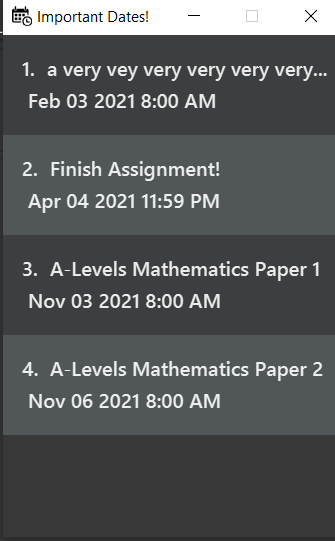 Important Dates!
1. a very vey very very very very...
Feb 03 2021 8:00 AM
2. Finish Assignment!
Apr 04 2021 11:59 PM
3. A-Levels Mathematics Paper 1
Nov 03 2021 8:00 AM
4. A-Levels Mathematics Paper 2
Nov 06 2021 8:00 AM